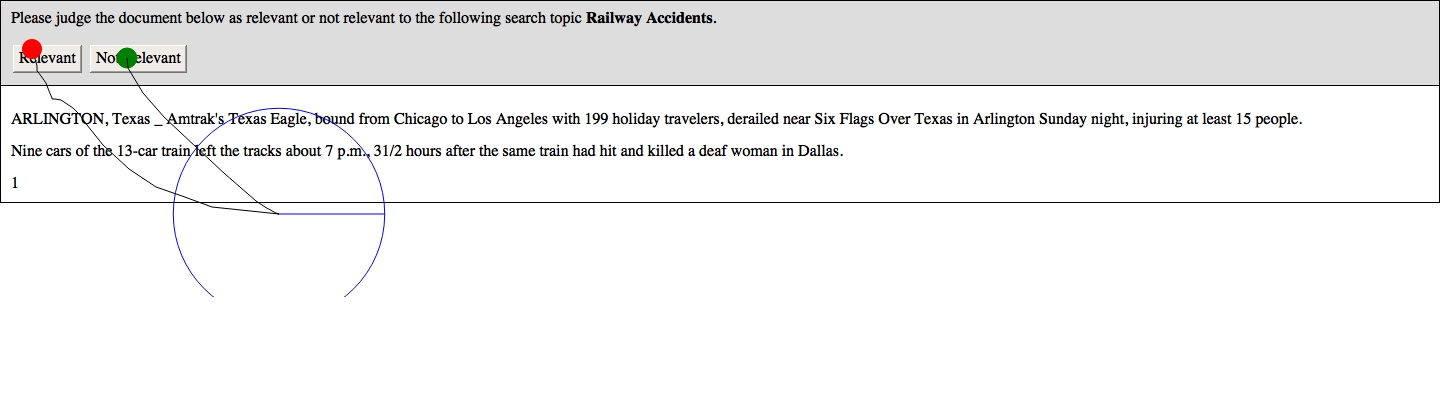 Please judge the document below as relevant or not relevant to the following search topic Railway Accidents.
Relevant Not Relevant
ARLINGTON, Texas _ Amtrak's Texas Eagle, bound from Chicago to Los Angeles with 199 holiday travelers, derailed near Six Flags Over Texas in Arlington Sunday night, injuring at least 15 people.
Nine cars of the 13-car train left the tracks about 7 p.m., 31/2 hours after the same train had hit and killed a deaf woman in Dallas.
1